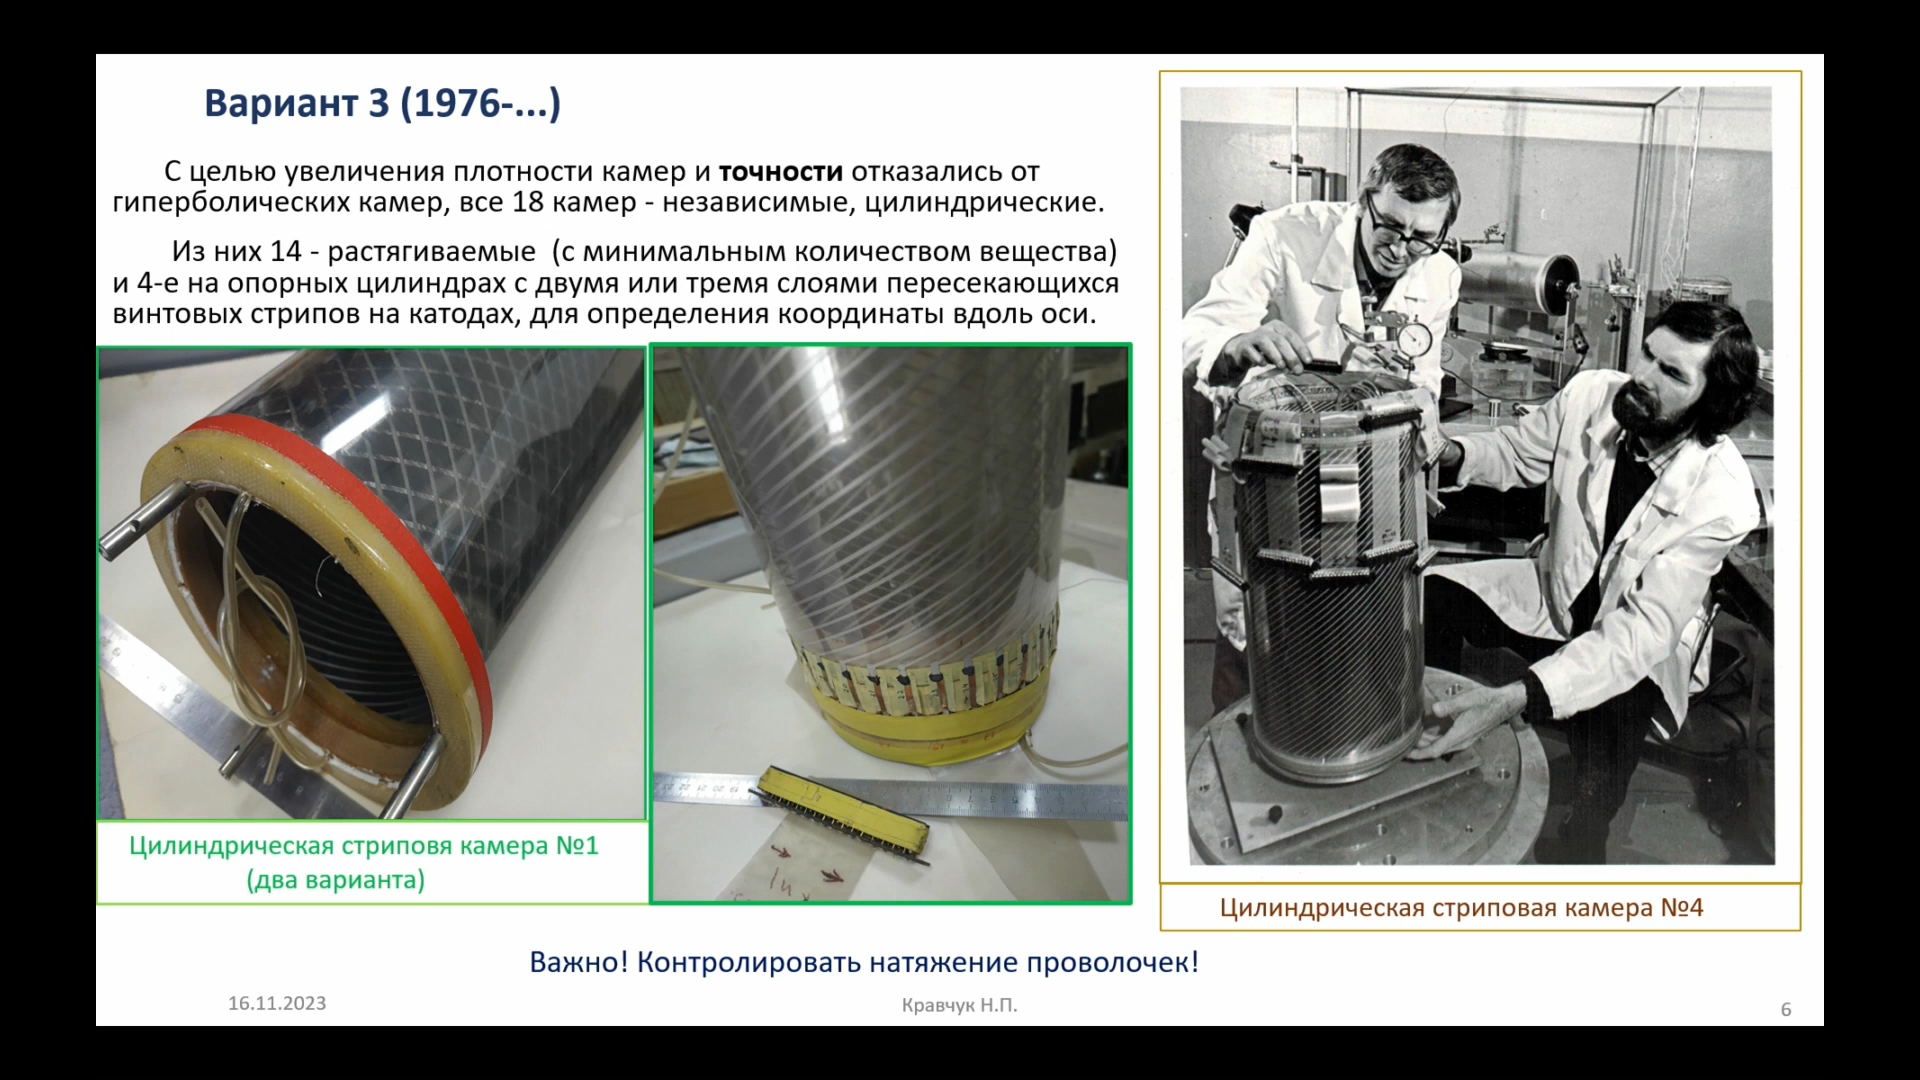 Вариант 3 (1976-...)
С целью увеличения плотности камер и точности отказались от
гиперболических камер, все 18 камер - независимые, цилиндрические.
Из них 14 - растягиваемые (с минимальным количеством вещества)
и 4-е на опорных цилиндрах с двумя или тремя слоями пересекающихся
винтовых стрипов на катодах, для определения координаты вдоль оси.
Цилиндрическая стриповя камера №1
(два варианта)
Цилиндрическая стриповая камера №4
Важно! Контролировать натяжение проволочек!
16.11.2023
Кравчук Н.П.
6